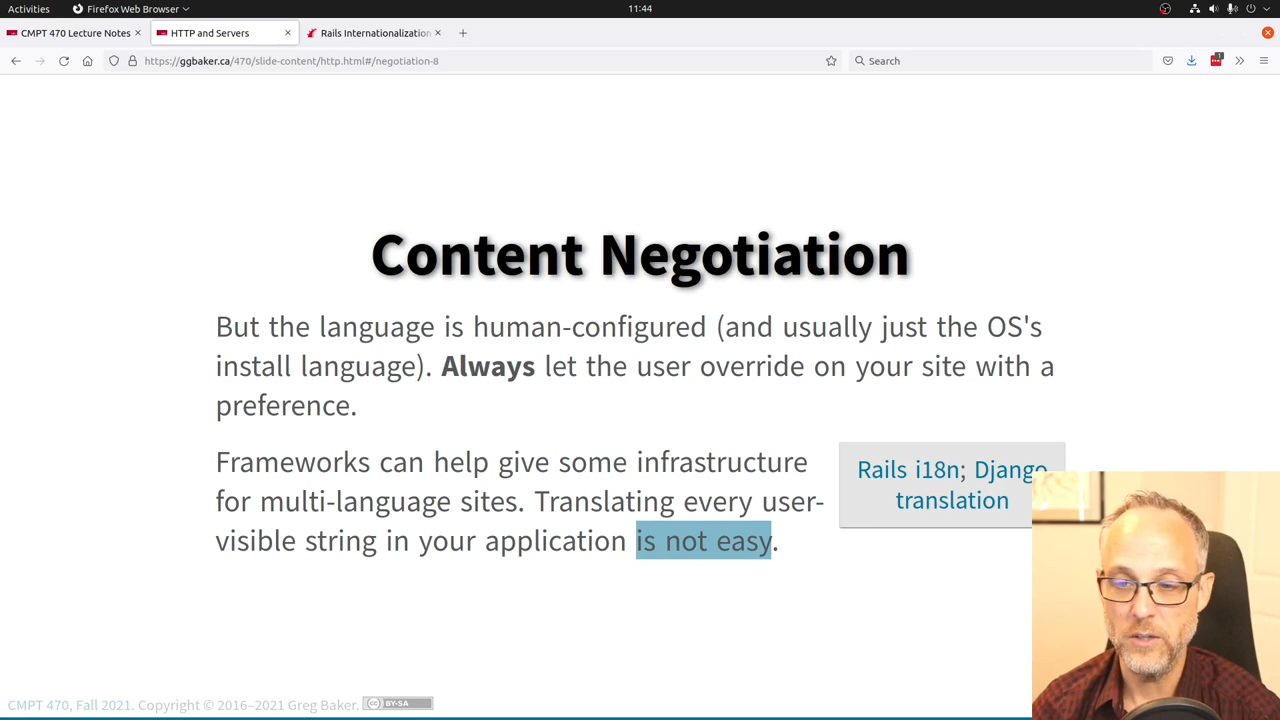 Activities
Firefox Web Browser
11:44
CMPT 470 Lecture Notes
HTTP and Servers
Rails Internationalization
https://ggbaker.ca/470/slide-content/http.html#/negotiation-8
Search
1
Content Negotiation
But the language is human-configured (and usually just the OS's
install language). Always let the user override on your site with a
preference.
Frameworks can help give some infrastructure
for multi-language sites. Translating every user-
visible string in your application is not easy.
Rails i18n; Django
translation
CMPT 470, Fall 2021. Copyright © 2016–2021 Greg Baker.
cc BY-SA